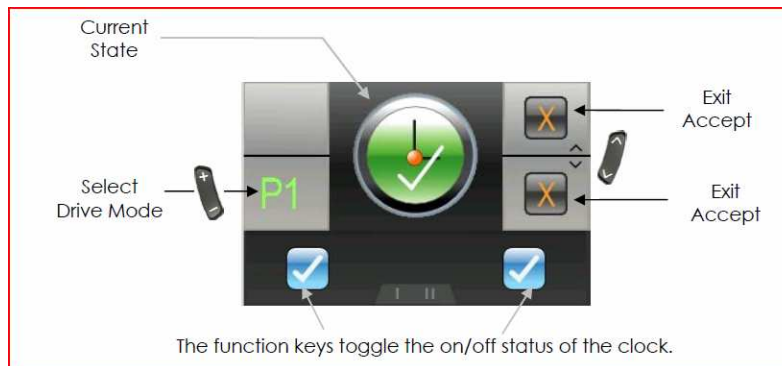 Current
State
X
Exit
Accept
+
Select
Drive Mode
-
P1
X
Exit
Accept
I II
The function keys toggle the on/off status of the clock.